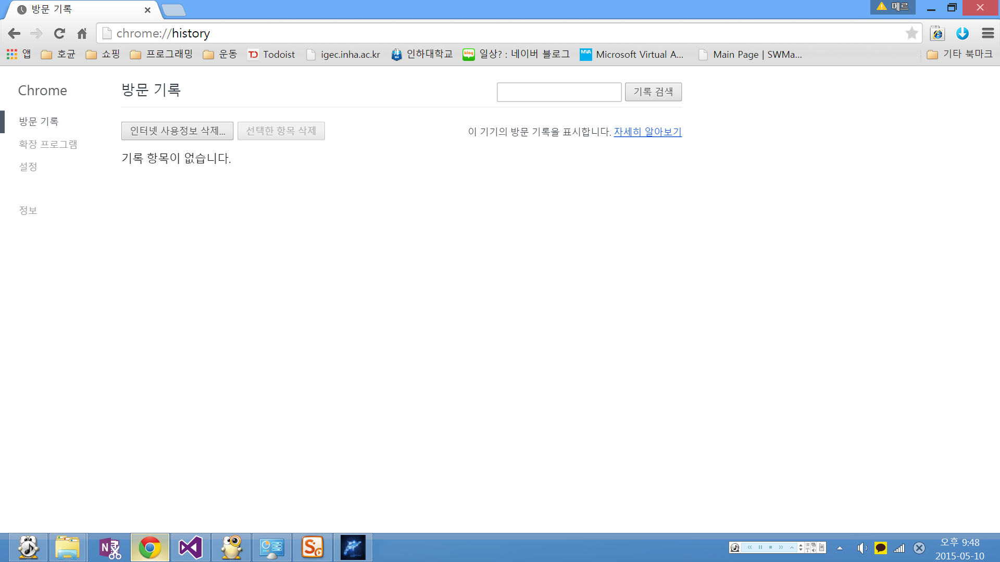 방문 기록
메르
chrome://history
앱 호균 쇼핑 프로그래밍 운동 TD Todoist igec.inha.ac.kr 인하대학교 blog 일상? : 네이버 블로그 MVA Microsoft Virtual A... Main Page | SWMa... 기타 북마크
Chrome
방문 기록
기록 검색
방문 기록
확장 프로그램
설정
정보
인터넷 사용정보 삭제...
선택한 항목 삭제
이 기기의 방문 기록을 표시합니다. 자세히 알아보기
기록 항목이 없습니다.
오후 9:48
2015-05-10